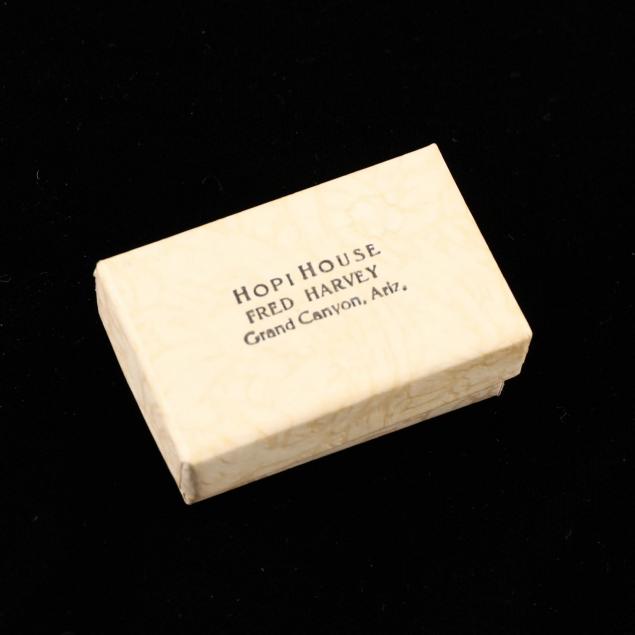 HOPI HOUSE
FRED HARVEY
Grand Canyon, Ariz.